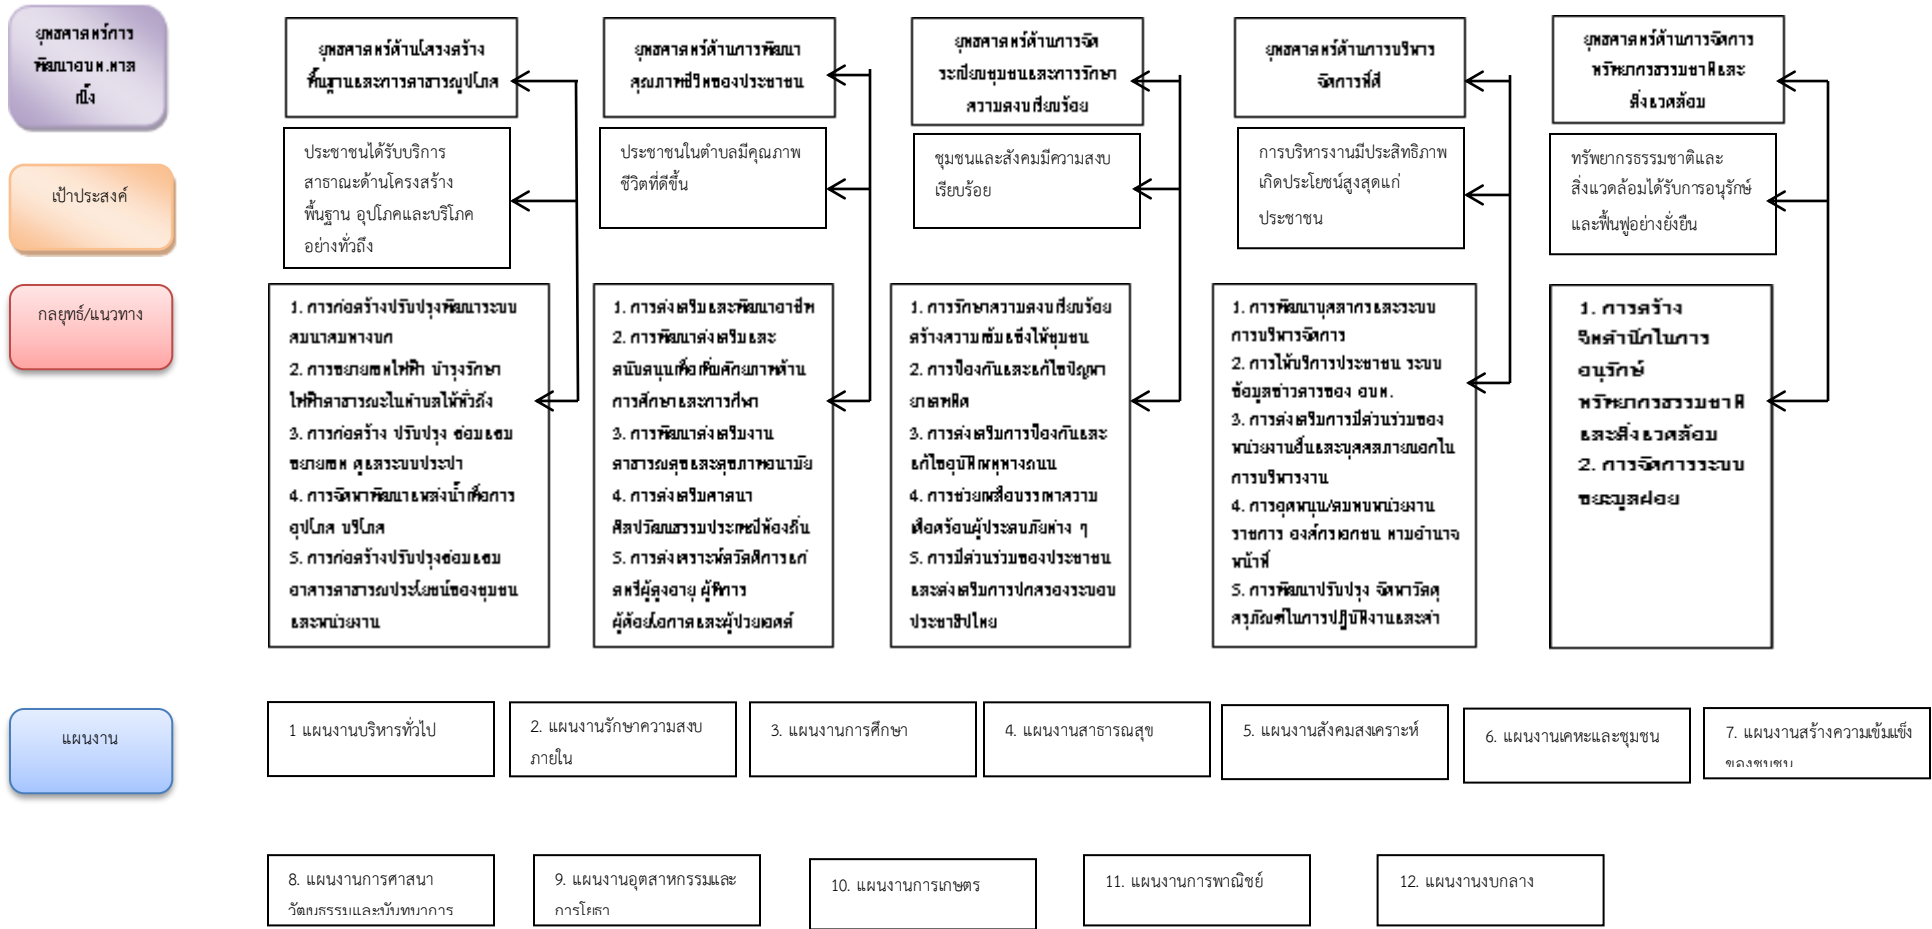 ยุทธศาสตร์การ
พัฒนาอบต.หาด
ยุทธศาสตร์ด้านโครงสร้าง
พื้นฐานและการสาธารณูปโภค
ยุทธศาสตร์ด้านการพัฒนา
คุณภาพชีวิตของประชาชน
ยุทธศาสตร์ด้านการจัด
ระเบียบชุมชนและการรักษา
ความสงบเรียบร้อย
ยุทธศาสตร์ด้านการบริหาร
จัดการที่ดี
ยุทธศาสตร์ด้านการจัดการ
ทรัพยากรธรรมชาติและ
สิ่งแวดล้อม
เป้าประสงค์
ประชาชนได้รับบริการ
สาธาณะด้านโครงสร้าง
พื้นฐาน อุปโภคและบริโภค
อย่างทั่วถึง
ประชาชนในตำบลมีคุณภาพ
ชีวิตที่ดีขึ้น
ชุมชนและสังคมมีความสงบ
เรียบร้อย
การบริหารงานมีประสิทธิภาพ
เกิดประโยชน์สูงสุดแก่
ประชาชน
ทรัพยากรธรรมชาติและ
สิ่งแวดล้อมได้รับการอนุรักษ์
และฟื้นฟูอย่างยั่งยืน
กลยุทธ์/แนวทาง
1. การก่อสร้างปรับปรุงพัฒนาระบบ
คมนาคมทางบก
2. การขยายเขตไฟฟ้า บำรุงรักษา
ไฟฟ้าสาธารณะในตำบลให้ทั่วถึง
3. การก่อสร้าง ปรับปรุง ซ่อมแซม
ขยายเขต ดูแลระบบประปา
4. การจัดหาพัฒนาแหล่งน้ำเพื่อการ
อุปโภค บริโภค
5. การก่อสร้างปรับปรุงซ่อมแซม
อาคารสาธารณประโยชน์ของชุมชน
และหน่วยงาน
1. การส่งเสริมและพัฒนาอาชีพ
2. การพัฒนาส่งเสริมและ
สนับสนุนเพื่อเพิ่มศักยภาพด้าน
การศึกษาและการกีฬา
3. การพัฒนาส่งเสริมงาน
สาธารณสุขและสุขภาพอนามัย
4. การส่งเสริมศาสนา
ศิลปวัฒนธรรมประเพณีท้องถิ่น
5. การสงเคราะห์สวัสดิการแก่
สตรีผู้สูงอายุ ผู้พิการ
ผู้ด้อยโอกาสและผู้ป่วยเอดส์
1. การรักษาความสงบเรียบร้อย
สร้างความเข้มแข็งให้ชุมชน
2. การป้องกันและแก้ไขปัญหา
ยาเสพติด
3. การส่งเสริมการป้องกันและ
แก้ไขอุบัติเหตุทางถนน
4. การช่วยเหลือบรรเทาความ
เดือดร้อนผู้ประสบภัยต่าง ๆ
5. การมีส่วนร่วมของประชาชน
และส่งเสริมการปกครองระบอบ
ประชาธิปไตย
1. การพัฒนาบุคลากรและระบบ
การบริหารจัดการ
2. การให้บริการประชาชน ระบบ
ข้อมูลข่าวสารของ อบต.
3. การส่งเสริมการมีส่วนร่วมของ
หน่วยงานอื่นและบุคคลภายนอกใน
การบริหารงาน
4. การอุดหนุน/สมทบหน่วยงาน
ราชการ องค์กรเอกชน ตามอำนาจ
หน้าที่
5. การพัฒนาปรับปรุง จัดหาวัสดุ
ครุภัณฑ์ในการปฏิบัติงานและค่า
1. การสร้าง
จิตสำนึกในการ
อนุรักษ์
ทรัพยากรธรรมชาติ
และสิ่งแวดล้อม
2. การจัดการระบบ
ขยะมูลฝอย
แผนงาน
1 แผนงานบริหารทั่วไป
2. แผนงานรักษาความสงบ
ภายใน
3. แผนงานการศึกษา
4. แผนงานสาธารณสุข
5. แผนงานสังคมสงเคราะห์
6. แผนงานเคหะและชุมชน
7. แผนงานสร้างความเข้มแข็ง
ของชุมชน
8. แผนงานการศาสนา
วัฒนธรรมและนันทนาการ
9. แผนงานอุตสาหกรรมและ
การโยธา
10. แผนงานการเกษตร
11. แผนงานการพาณิชย์
12. แผนงานงบกลาง